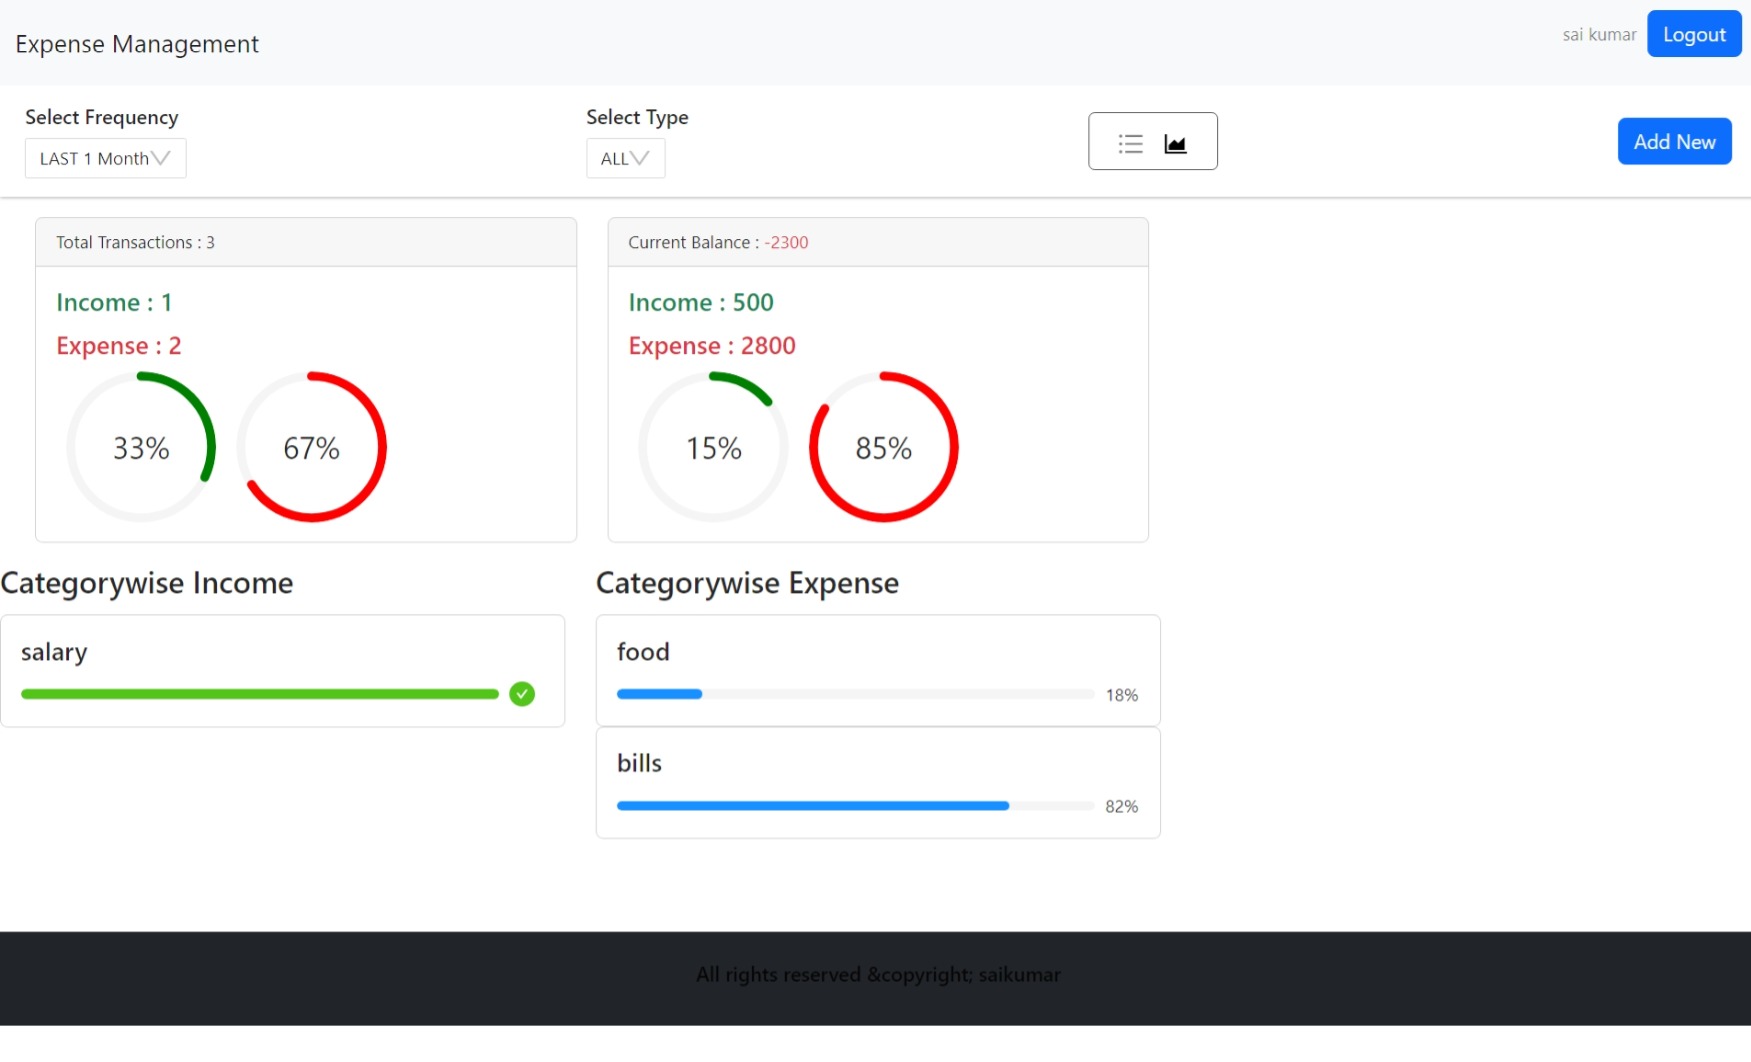 Expense Management
sai kumar
Logout
Select Frequency
LAST 1 Month
Select Type
ALL
Add New
Total Transactions : 3
Income : 1
Expense : 2
33%
67%
Current Balance : -2300
Income : 500
Expense : 2800
15%
85%
Categorywise Income
salary
Categorywise Expense
food
18%
bills
82%
All rights reserved &copyright; saikumar